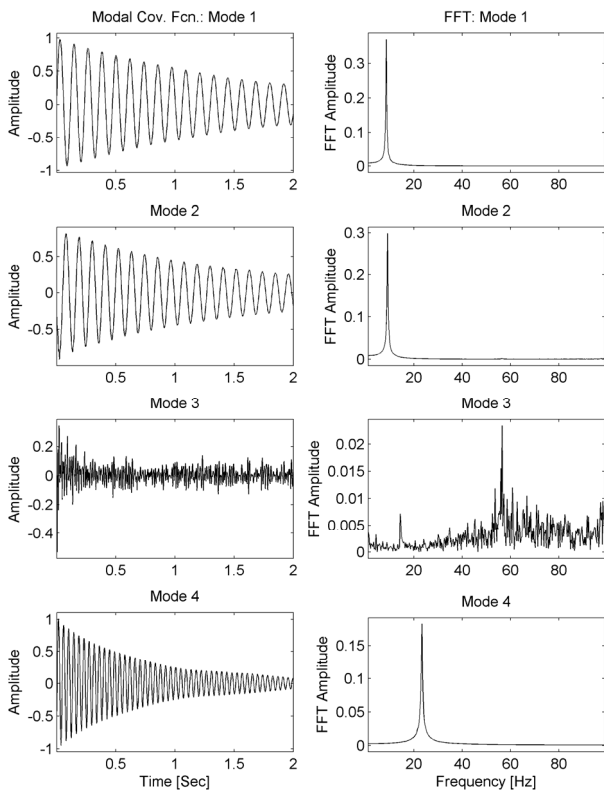 Modal Cov. Fcn.: Mode 1
Amplitude
1
0.5
0
-0.5
-1
0.5 1 1.5 2
FFT: Mode 1
FFT Amplitude
0.3
0.2
0.1
0
20 40 60 80
Mode 2
Amplitude
0.5
0
-0.5
0.5 1 1.5 2
Mode 2
FFT Amplitude
0.3
0.2
0.1
0
20 40 60 80
Mode 3
Amplitude
0.2
0
-0.2
-0.4
0.5 1 1.5 2
Mode 3
FFT Amplitude
0.02
0.015
0.01
0.005
0
20 40 60 80
Mode 4
Amplitude
1
0.5
0
-0.5
-1
0.5 1 1.5 2
Time [Sec]
Mode 4
FFT Amplitude
0.15
0.1
0.05
0
20 40 60 80
Frequency [Hz]